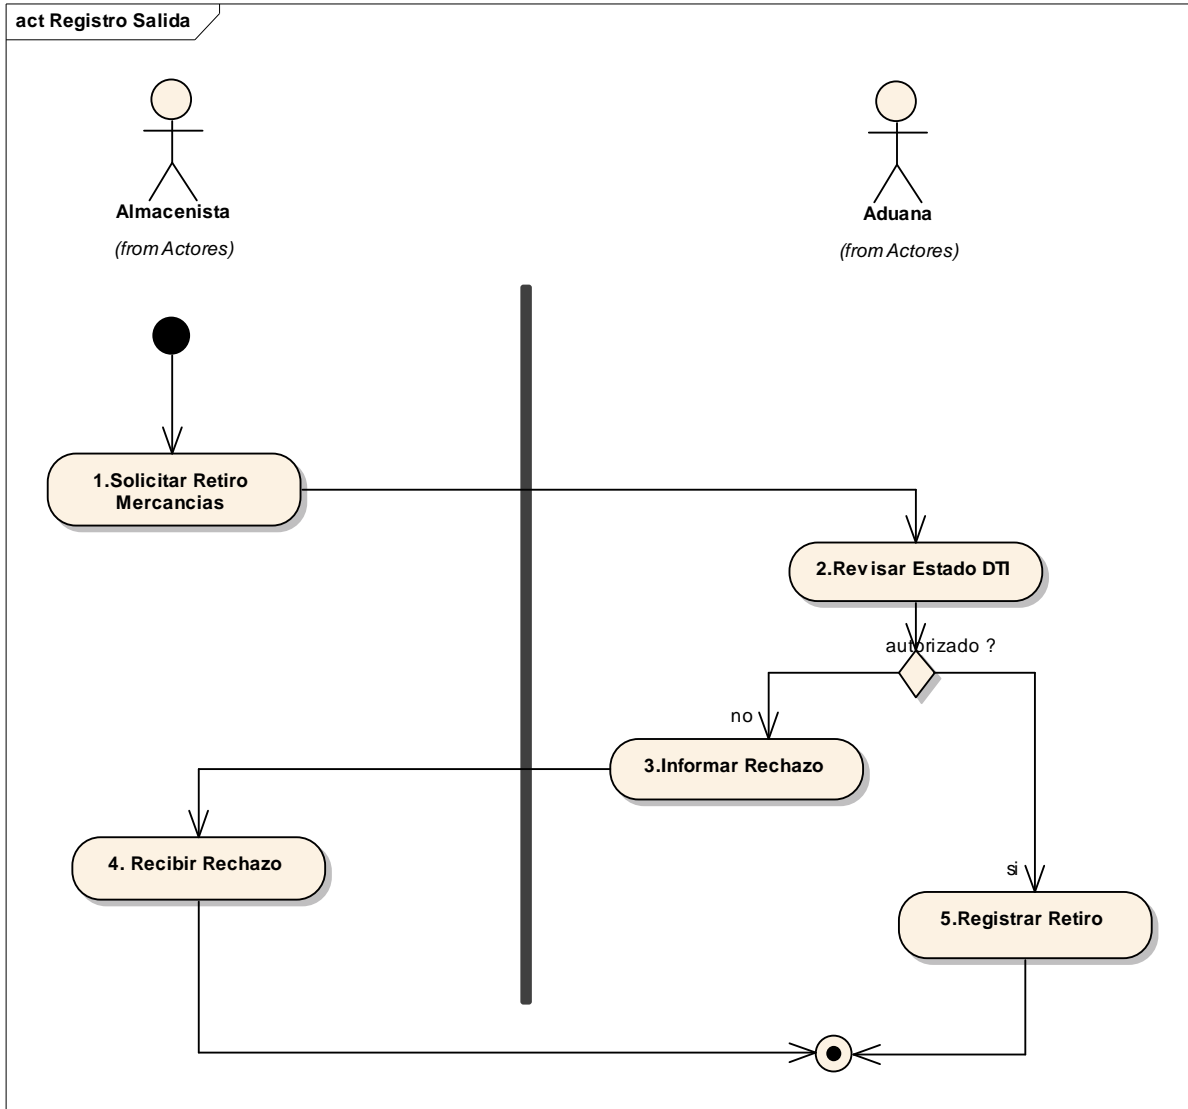 act Registro Salida
Almacenista
(from Actores)
Aduana
(from Actores)
1.Solicitar Retiro
Mercancias
2.Revisar Estado DTI
autorizado ?
no
3.Informar Rechazo
4. Recibir Rechazo
si
5.Registrar Retiro